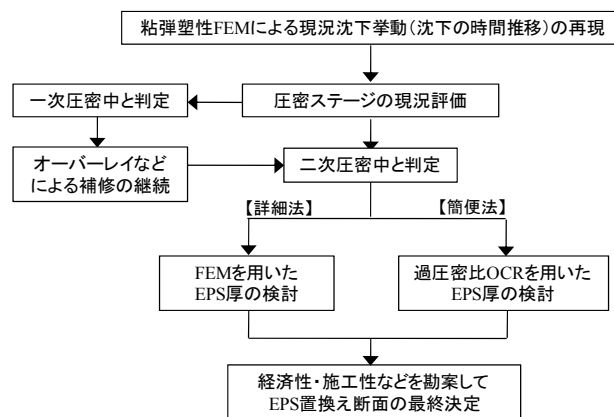 粘弾塑性FEMによる現況沈下挙動(沈下の時間推移)の再現
一次圧密中と判定
圧密ステージの現況評価
オーバーレイなど
による補修の継続
二次圧密中と判定
【詳細法】
【簡便法】
FEMを用いた
EPS厚の検討
過圧密比OCRを用いた
EPS厚の検討
経済性・施工性などを勘案して
EPS置換え断面の最終決定